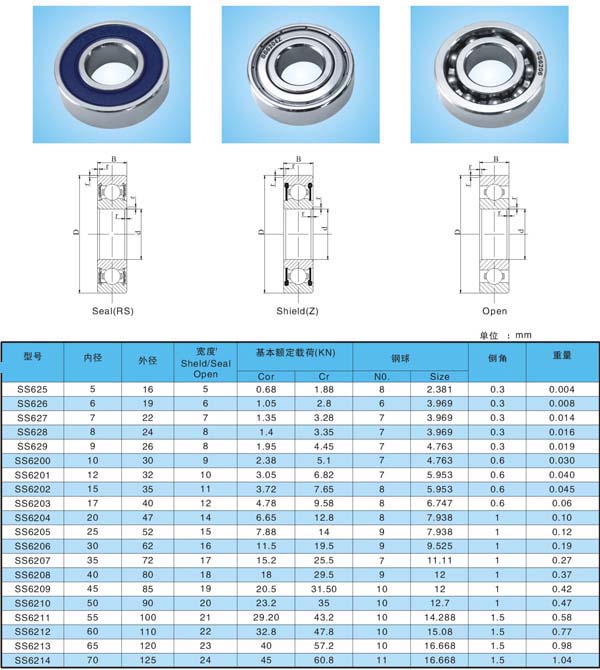 SS6204Z
SS6206
B
r
r
r
r
D
d
B
r
r
r
r
D
d
B
r
r
r
r
D
d
Seal(RS) Shield(Z) Open
单位 : mm
型号 内径 外径 宽度' Sheld/Seal Open 基本额定载荷(KN) 钢球 倒角 重量
Cor Cr N0. Size
SS625 5 16 5 0.68 1.88 8 2.381 0.3 0.004
SS626 6 19 6 1.05 2.8 6 3.969 0.3 0.008
SS627 7 22 7 1.35 3.28 7 3.969 0.3 0.014
SS628 8 24 8 1.4 3.35 7 3.969 0.3 0.016
SS629 9 26 8 1.95 4.45 7 4.763 0.3 0.019
SS6200 10 30 9 2.38 5.1 7 4.763 0.6 0.030
SS6201 12 32 10 3.05 6.82 7 5.953 0.6 0.040
SS6202 15 35 11 3.72 7.65 8 5.953 0.6 0.045
SS6203 17 40 12 4.78 9.58 8 6.747 0.6 0.06
SS6204 20 47 14 6.65 12.8 8 7.938 1 0.10
SS6205 25 52 15 7.88 14 9 7.938 1 0.12
SS6206 30 62 16 11.5 19.5 9 9.525 1 0.19
SS6207 35 72 17 15.2 25.5 7 11.11 1 0.27
SS6208 40 80 18 18 29.5 9 12 1 0.37
SS6209 45 85 19 20.5 31.50 10 12 1 0.42
SS6210 50 90 20 23.2 35 10 12.7 1 0.47
SS6211 55 100 21 29.20 43.2 10 14.288 1.5 0.58
SS6212 60 110 22 32.8 47.8 10 15.08 1.5 0.77
SS6213 65 120 23 40 57.2 10 16.668 1.5 0.98
SS6214 70 125 24 45 60.8 11 16.668 1.5 1.04